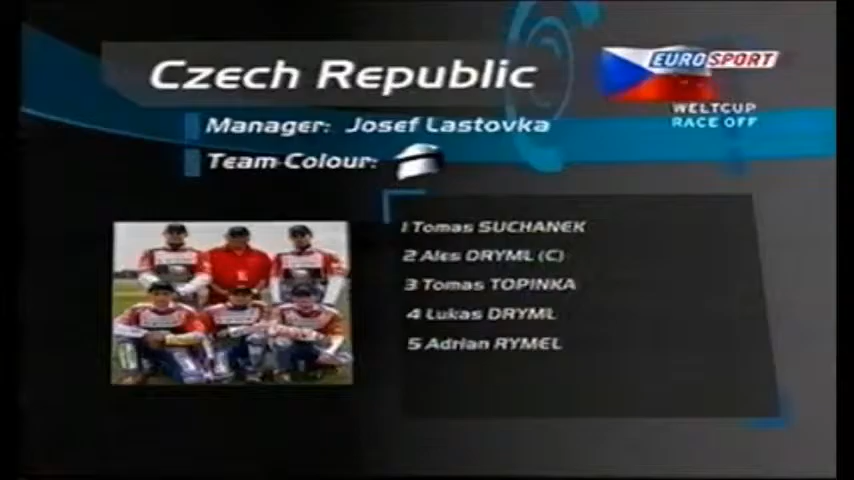 Czech Republic
EUROSPORT
WELTCUP
RACE OFF
Manager: Josef Lastovka
Team Colour:
1 Tomas SUCHANEK
2 Ales DRYML (C)
3 Tomas TOPINKA
4 Lukas DRYML
5 Adrian RYMEL